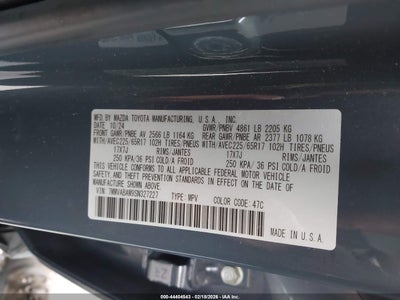 MFG. BY MAZDA TOYOTA MANUFACTURING, U.S.A., INC.
10/24 GVWR/PNBV 4861 LB 2205 KG
FRONT GAWR/PNBE AV 2566 LB 1164 KG REAR GAWR/PNBE AR 2377 LB 1078 KG
WITH/AVEC225/65R17 102H TIRES/PNEUS WITH/AVEC225/65R17 102H TIRES/PNEUS
17X7J RIMS/JANTES 17X7J RIMS/JANTES
250 KPA/36 PSI COLD/A FROID 250 KPA/36 PSI COLD/A FROID
THIS VEHICLE CONFORMS TO ALL APPLICABLE
FEDERAL MOTOR VEHICLE SAFETY, BUMPER, AND
THEFT PREVENTION STANDARDS IN EFFECT ON
THE DATE OF MANUFACTURE SHOWN ABOVE.
VIN: TYPE: MPV COLOR CODE: 47C
MADE IN U.S.A.
000-44404543 02/18/2026 © IAA Holdings, LLC